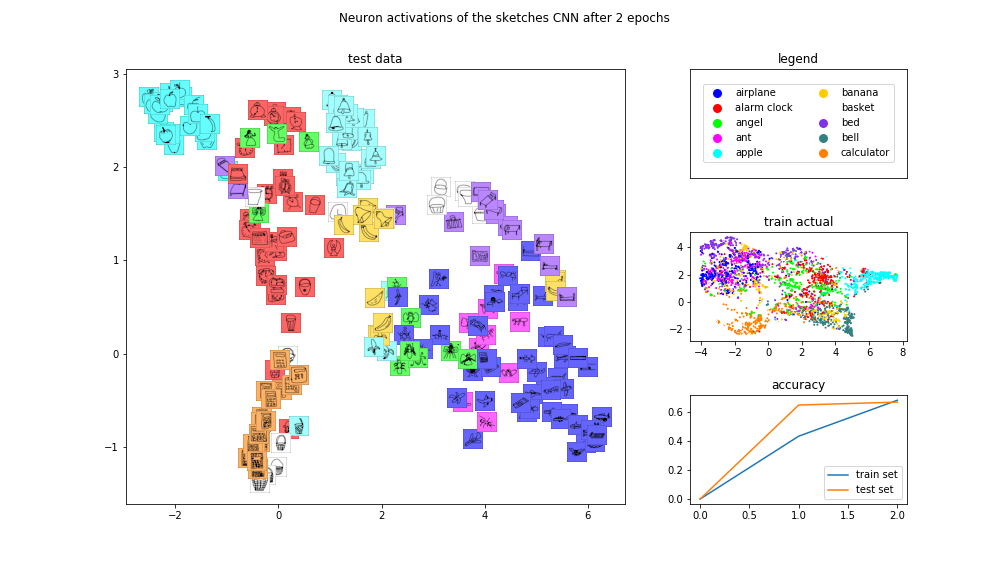 Neuron activations of the sketches CNN after 2 epochs
test data
3
2
1
0
−1
−2
0
2
4
6
legend
airplane
alarm clock
angel
ant
apple
banana
basket
bed
bell
calculator
train actual
4
2
0
−2
−4
−2
0
2
4
6
8
accuracy
0.6
0.4
0.2
0.0
train set
test set
0.0
0.5
1.0
1.5
2.0